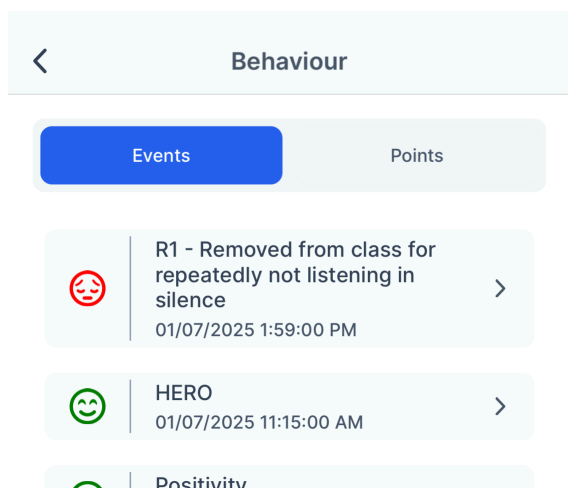 Behaviour
Events
Points
R1 - Removed from class for
repeatedly not listening in
silence
01/07/2025 1:59:00 PM
HERO
01/07/2025 11:15:00 AM
Positivity